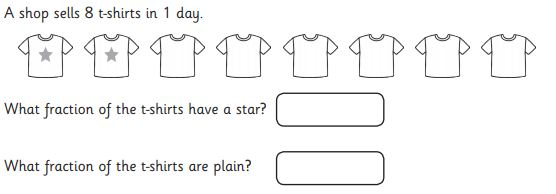 A shop sells 8 t-shirts in 1 day.
What fraction of the t-shirts have a star?
What fraction of the t-shirts are plain?